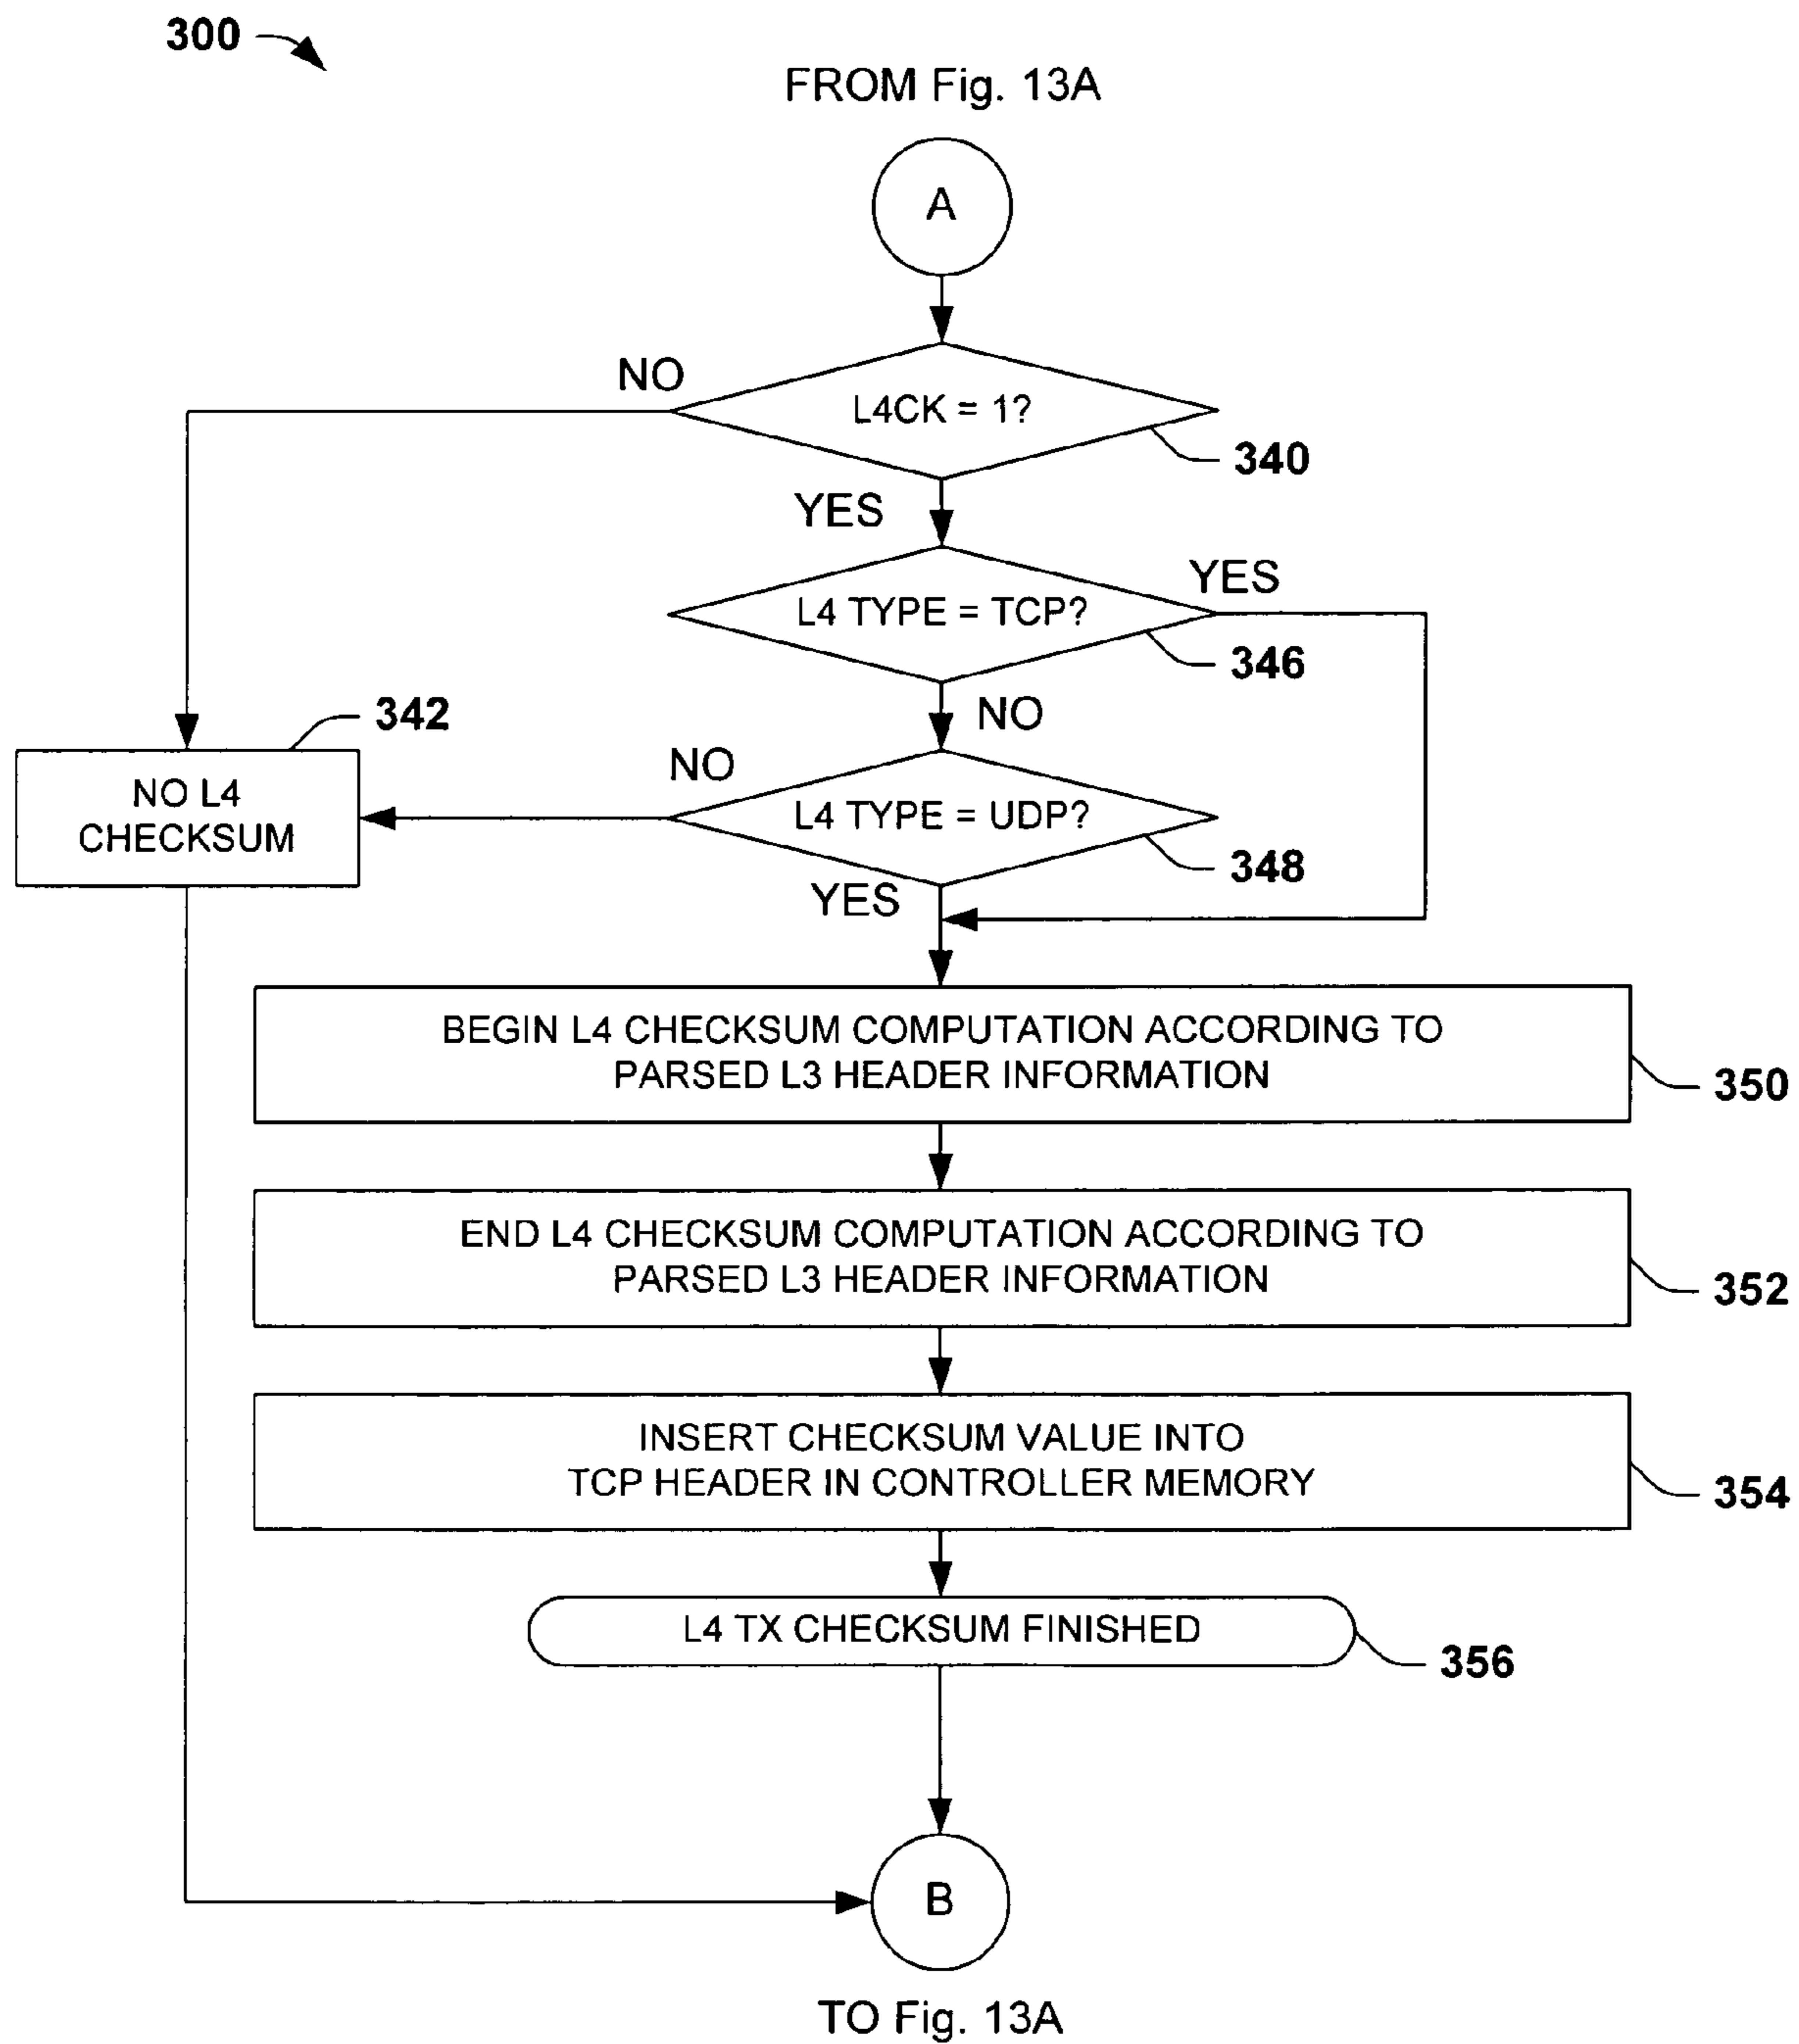 300
FROM Fig. 13A
A
NO
L4CK = 1?
340
YES
YES
L4 TYPE = TCP?
346
342
NO
NO
NO L4
CHECKSUM
L4 TYPE = UDP?
348
YES
BEGIN L4 CHECKSUM COMPUTATION ACCORDING TO
PARSED L3 HEADER INFORMATION
350
END L4 CHECKSUM COMPUTATION ACCORDING TO
PARSED L3 HEADER INFORMATION
352
INSERT CHECKSUM VALUE INTO
TCP HEADER IN CONTROLLER MEMORY
354
L4 TX CHECKSUM FINISHED
356
B
TO Fig. 13A